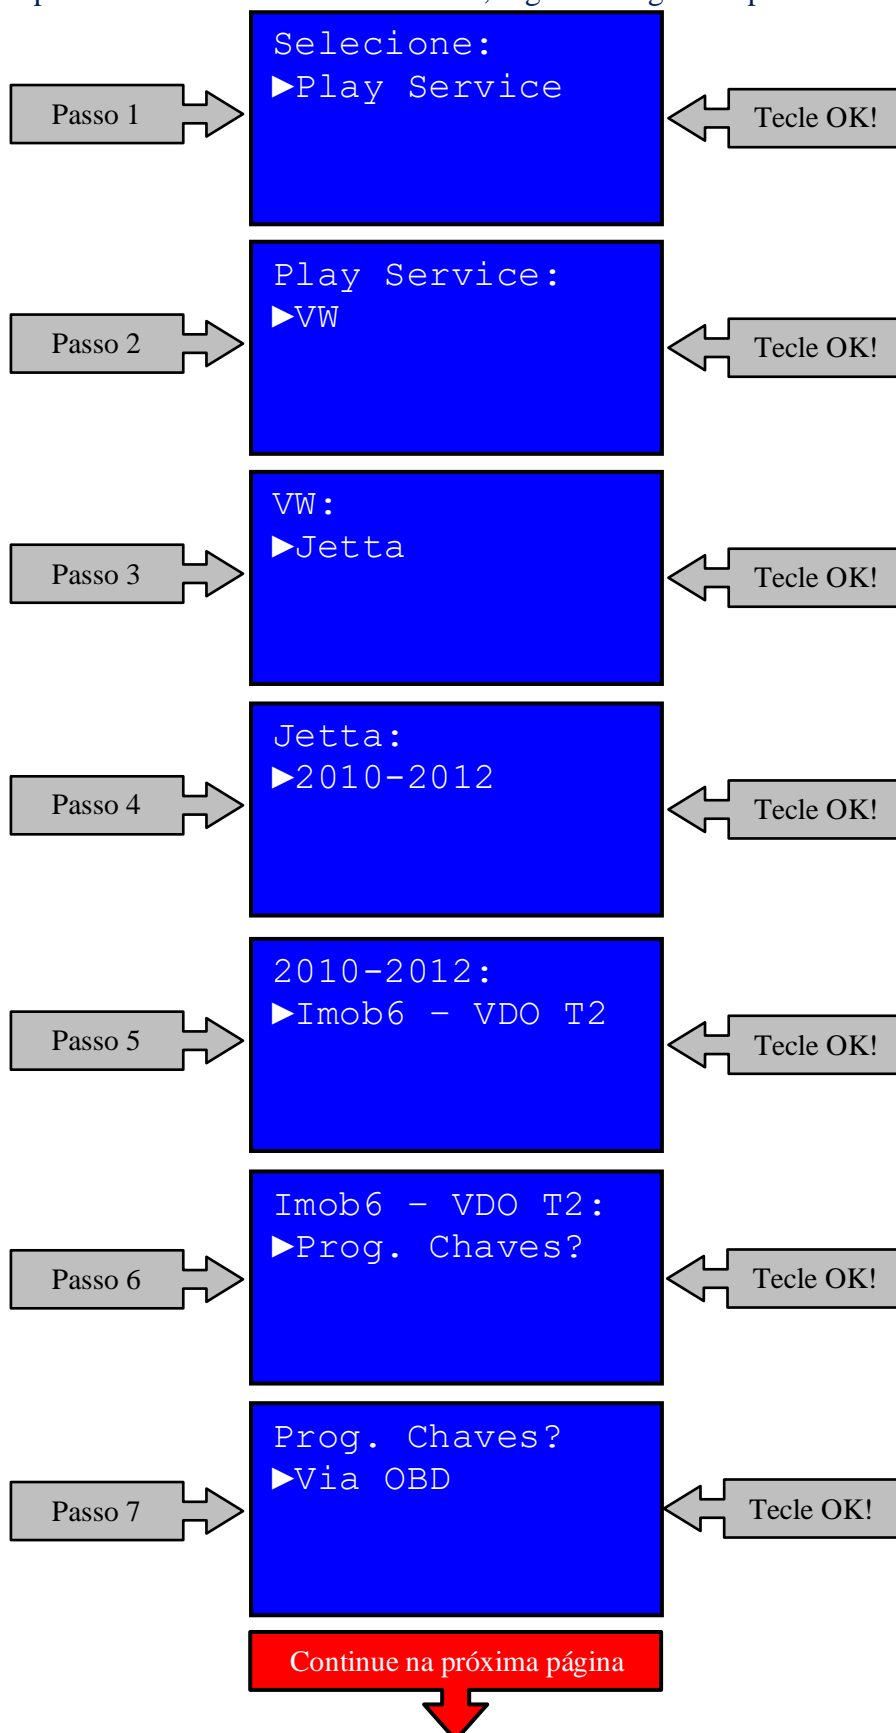 Selecione:
►Play Service
Passo 1
Tecle OK!
Play Service:
►VW
Passo 2
Tecle OK!
VW:
►Jetta
Passo 3
Tecle OK!
Jetta:
►2010-2012
Passo 4
Tecle OK!
2010-2012:
►Imob6 – VDO T2
Passo 5
Tecle OK!
Imob6 – VDO T2:
►Prog. Chaves?
Passo 6
Tecle OK!
Prog. Chaves?
►Via OBD
Passo 7
Tecle OK!
Continue na próxima página